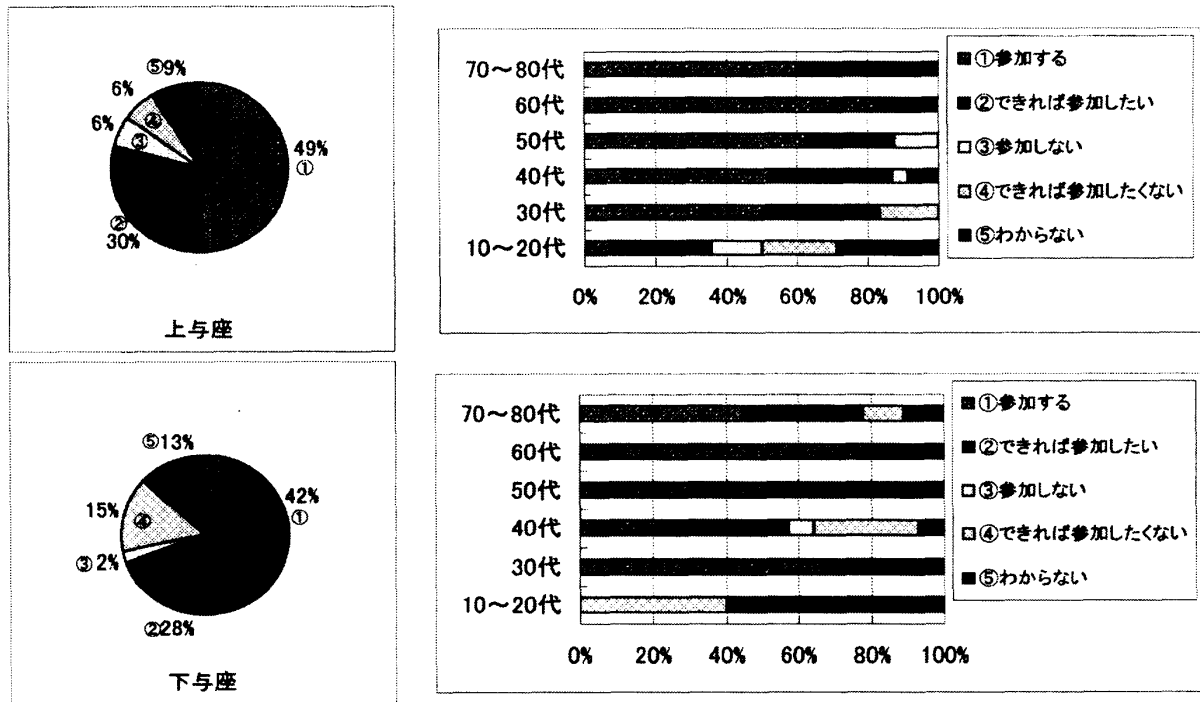 ⑤9%
6%
④
6%
③
49%
①
②
30%
上与座
70~80代
60代
50代
40代
30代
10~20代
0% 20% 40% 60% 80% 100%
①参加する
②できれば参加したい
③参加しない
④できれば参加したくない
⑤わからない
⑤13%
42%
①
15%
④
③2%
②28%
下与座
70~80代
60代
50代
40代
30代
10~20代
0% 20% 40% 60% 80% 100%
①参加する
②できれば参加したい
③参加しない
④できれば参加したくない
⑤わからない